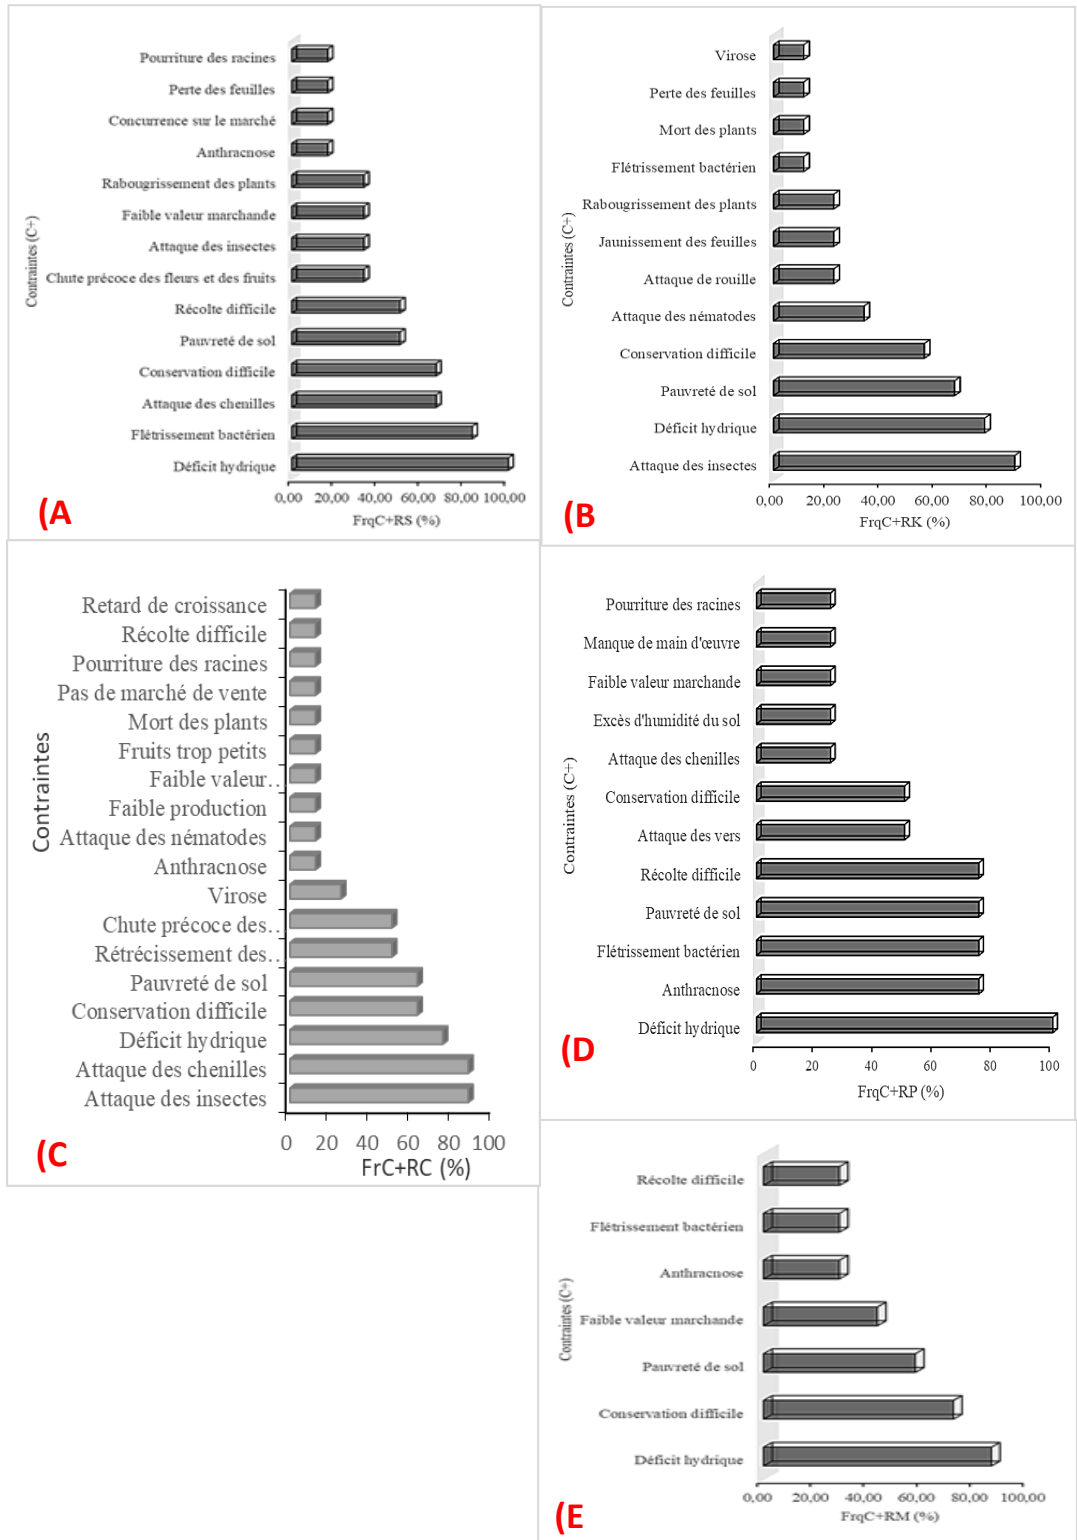 Pourriture des racines
Perte des feuilles
Concurrence sur le marché
Anthracnose
Rabougrissement des plants
Faible valeur marchande
Attaque des insectes
Chute précoce des fleurs et des fruits
Récolte difficile
Pauvreté de sol
Conservation difficile
Attaque des chenilles
Flétrissement bactérien
Déficit hydrique
Contraintes (C+)
0,00 20,00 40,00 60,00 80,00 100,00
FrqC+RS (%)
(A
Virose
Perte des feuilles
Mort des plants
Flétrissement bactérien
Rabougrissement des plants
Jaunissement des feuilles
Attaque de rouille
Attaque des nématodes
Conservation difficile
Pauvreté de sol
Déficit hydrique
Attaque des insectes
Contraintes (C+)
0,00 20,00 40,00 60,00 80,00 100,00
FrqC+RK (%)
(B
Retard de croissance
Récolte difficile
Pourriture des racines
Pas de marché de vente
Mort des plants
Fruits trop petits
Faible valeur..
Faible production
Attaque des nématodes
Anthracnose
Virose
Chute précoce des..
Rétrécissement des..
Pauvreté de sol
Conservation difficile
Déficit hydrique
Attaque des chenilles
Attaque des insectes
Contraintes
0 20 40 60 80 100
FrC+RC (%)
(C
Pourriture des racines
Manque de main d'œuvre
Faible valeur marchande
Excès d'humidité du sol
Attaque des chenilles
Conservation difficile
Attaque des vers
Récolte difficile
Pauvreté de sol
Flétrissement bactérien
Anthracnose
Déficit hydrique
Contraintes (C+)
0 20 40 60 80 100
FrqC+RP (%)
(D
Récolte difficile
Flétrissement bactérien
Anthracnose
Faible valeur marchande
Pauvreté de sol
Conservation difficile
Déficit hydrique
Contraintes (C+)
0,00 20,00 40,00 60,00 80,00 100,00
FrqC+RM (%)
(E